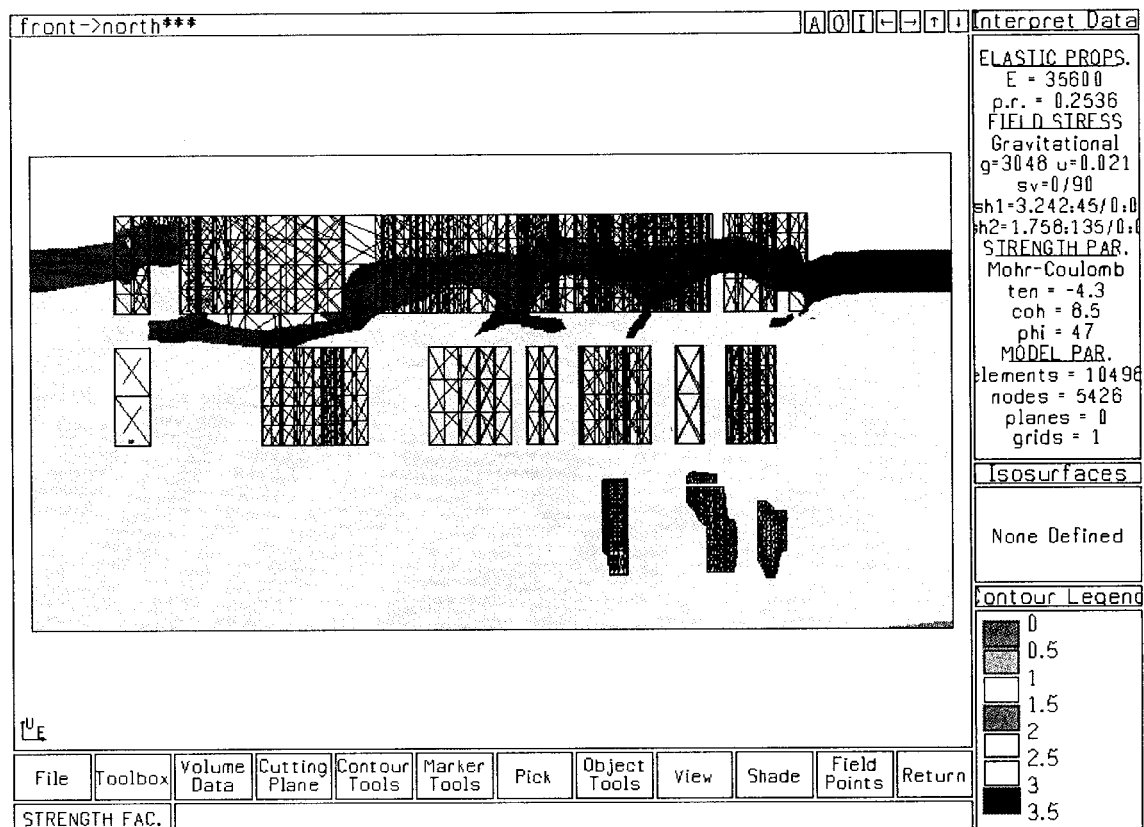 front->north***
A O I ← → ↑ ↓
Interpret Data
ELASTIC PROPS.
E = 35600
p.r. = 0.2536
FIELD STRESS
Gravitational
g=3048 u=0.021
sv=0/90
sh1=3.242:45/0:0
sh2=1.758:135/0:0
STRENGTH PAR.
Mohr-Coulomb
ten = -4.3
coh = 8.5
phi = 47
MODEL PAR.
elements = 10496
nodes = 5426
planes = 0
grids = 1
Isosurfaces
None Defined
Contour Legend
0
0.5
1
1.5
2
2.5
3
3.5
U
E
File Toolbox Volume Data Cutting Plane Contour Tools Marker Tools Pick Object Tools View Shade Field Points Return
STRENGTH FAC.